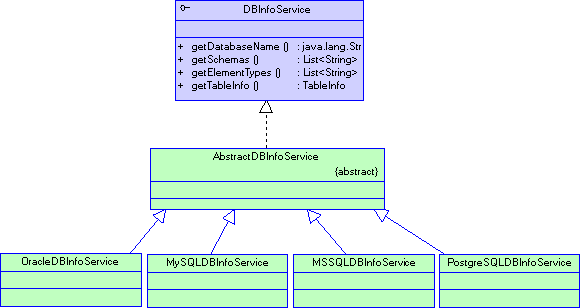 DBInfoService
+ getDatabaseName () : java.lang.Str
+ getSchemas () : List<String>
+ getElementTypes () : List<String>
+ getTableInfo () : TableInfo
AbstractDBInfoService
{abstract}
OracleDBInfoService
MySQLDBInfoService
MSSQLDBInfoService
PostgreSQLDBInfoService